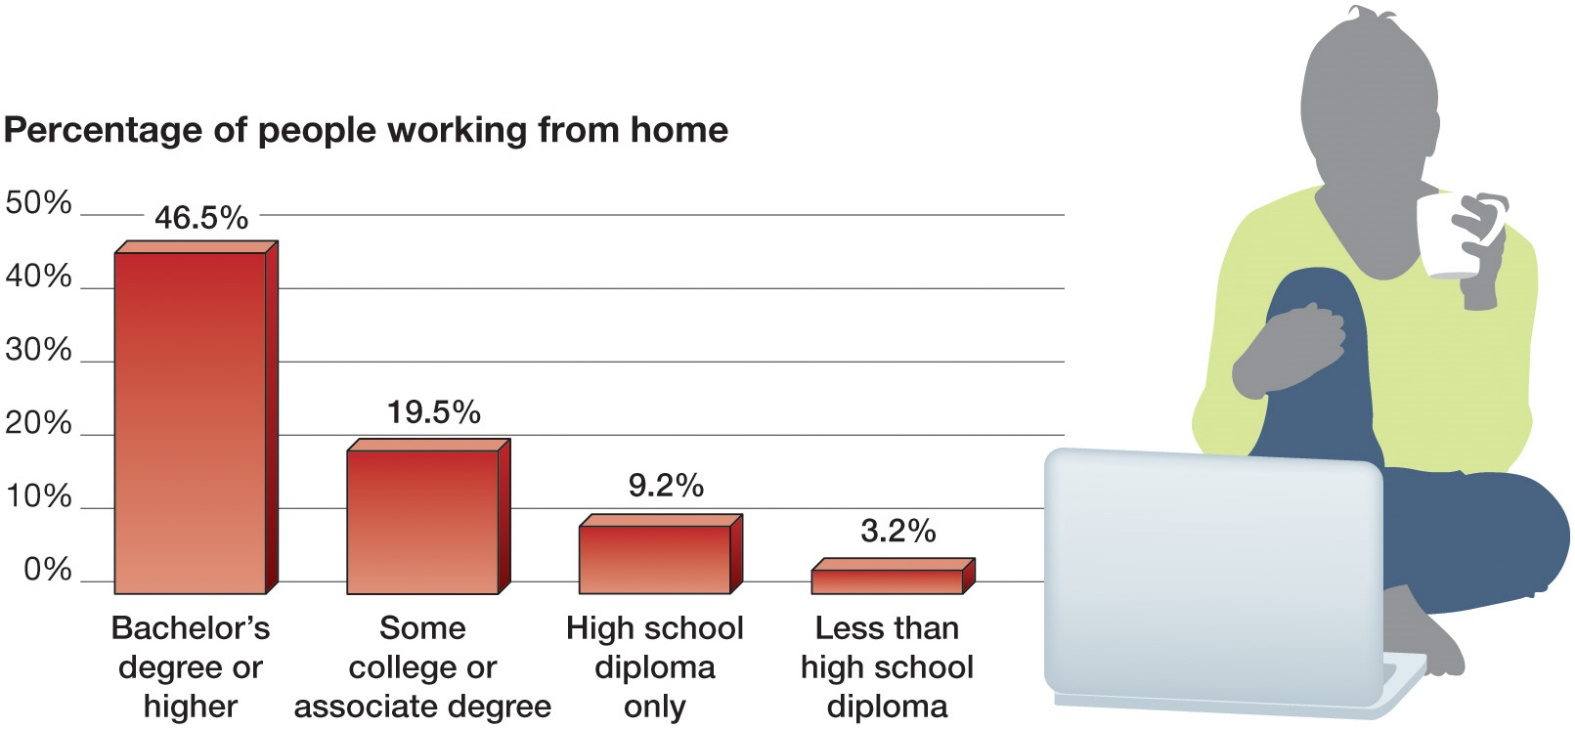 Percentage of people working from home
50%
46.5%
40%
30%
20%
19.5%
10%
9.2%
3.2%
0%
Bachelor’s
degree or
higher
Some
college or
associate degree
High school
diploma
only
Less than
high school
diploma